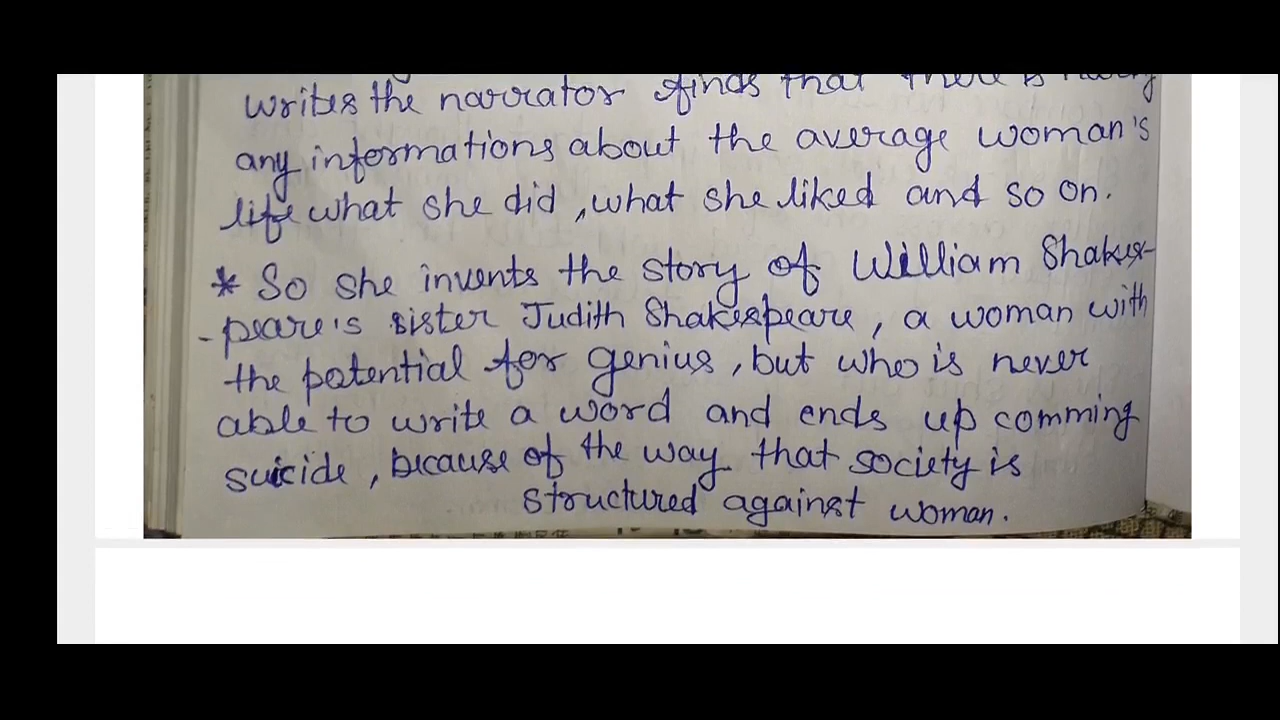 writes the narrator finds that there is
any informations about the average woman's
life what she did, what she liked and so on.
* So she invents the story of William Shakes-
- peare's sister Judith Shakespeare, a woman with
the potential for genius, but who is never
able to write a word and ends up comming
suicide, because of the way that society is
structured against woman.